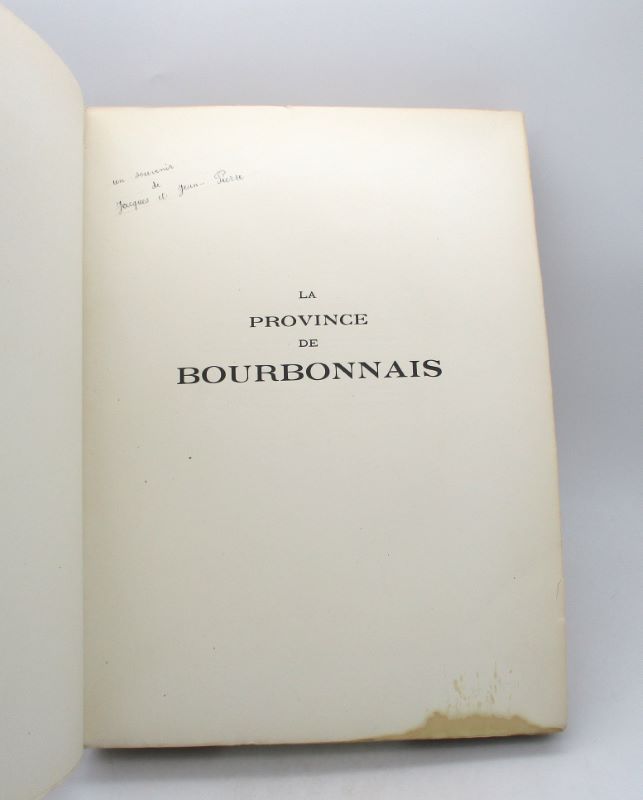 un souvenir
de
Jacques et Jean-Pierre
LA
PROVINCE
DE
BOURBONNAIS